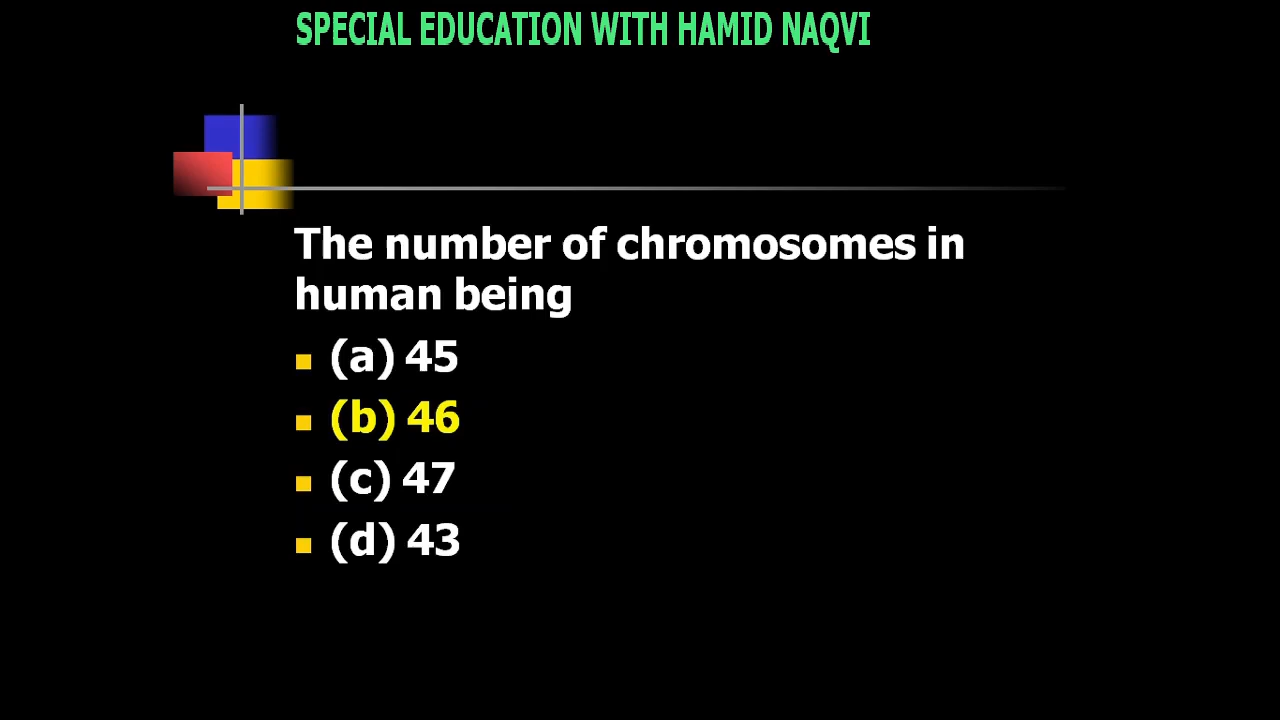 SPECIAL EDUCATION WITH HAMID NAQVI
The number of chromosomes in
human being
(a) 45
(b) 46
(c) 47
(d) 43